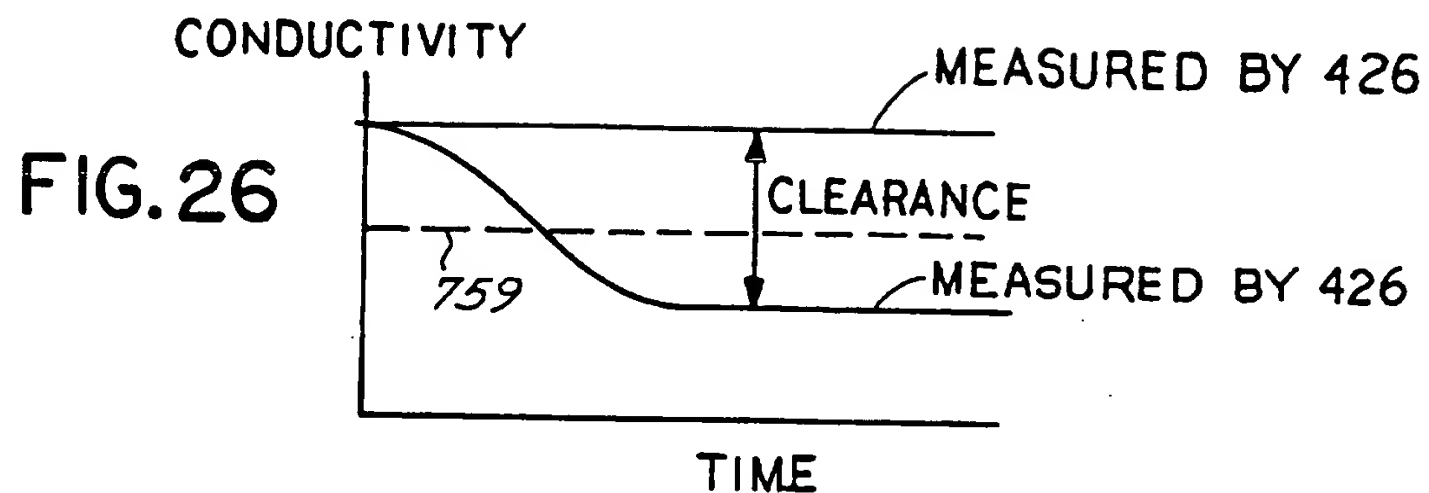 CONDUCTIVITY
MEASURED BY 426
FIG. 26
CLEARANCE
759
MEASURED BY 426
TIME